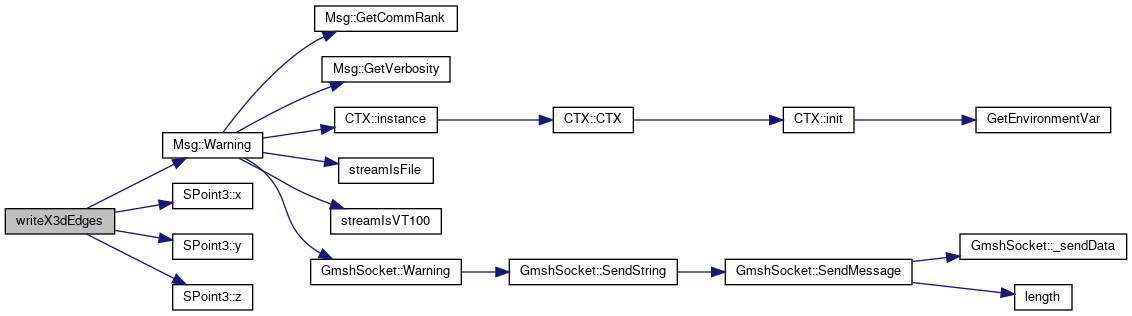 Msg::GetCommRank
Msg::GetVerbosity
CTX::instance
CTX::CTX
CTX::init
GetEnvironmentVar
Msg::Warning
streamIsFile
SPoint3::x
writeX3dEdges
streamIsVT100
SPoint3::y
GmshSocket::_sendData
GmshSocket::Warning
GmshSocket::SendString
GmshSocket::SendMessage
SPoint3::z
length